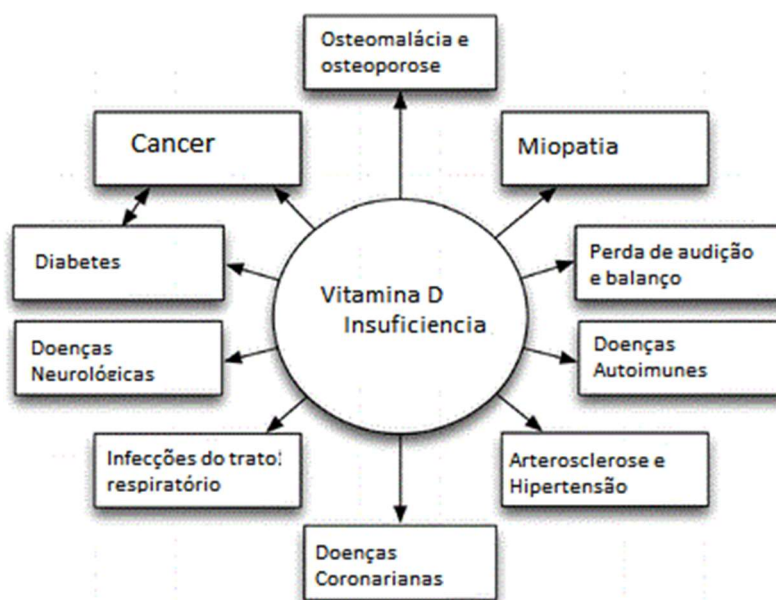 Osteomalácia e
osteoporose
Cancer
Miopatia
Diabetes
Perda de audição
e balanço
Vitamina D
Insuficiencia
Doenças
Neurológicas
Doenças
Autoimunes
Infecções do trato
respiratório
Arterosclerose e
Hipertensão
Doenças
Coronarianas